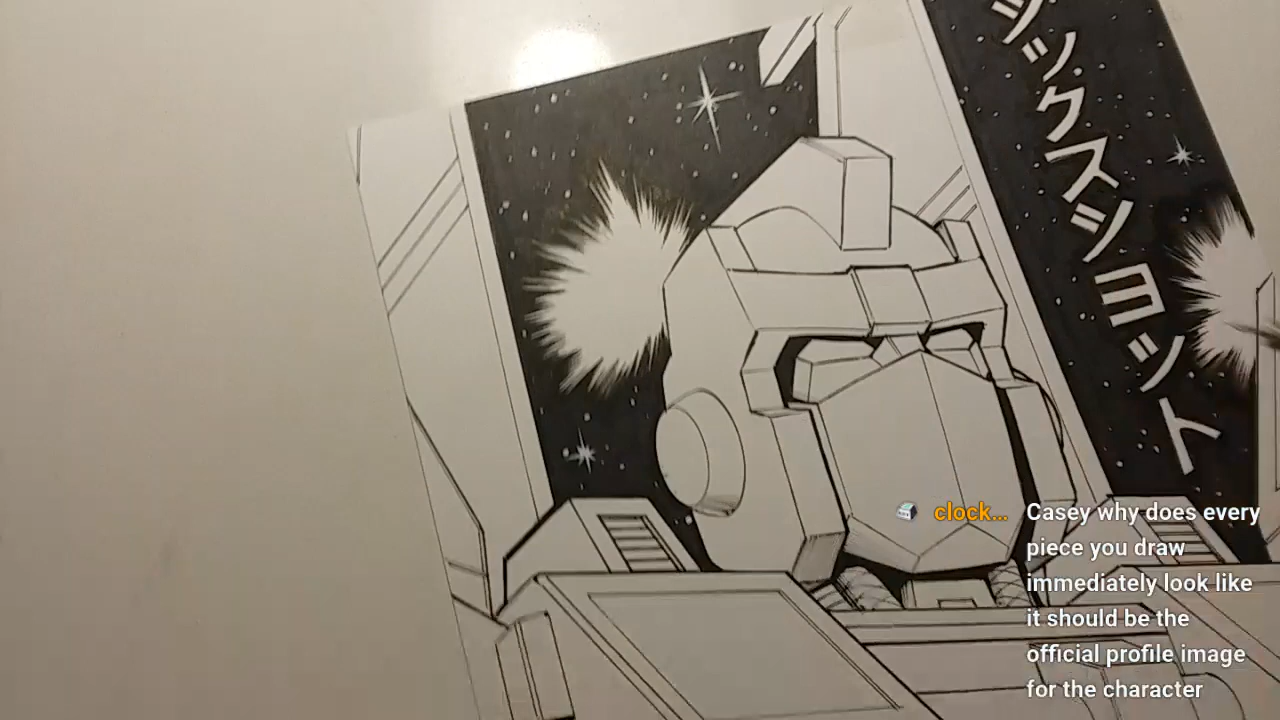 シックスショット
clock... Casey why does every
piece you draw
immediately look like
it should be the
official profile image
for the character